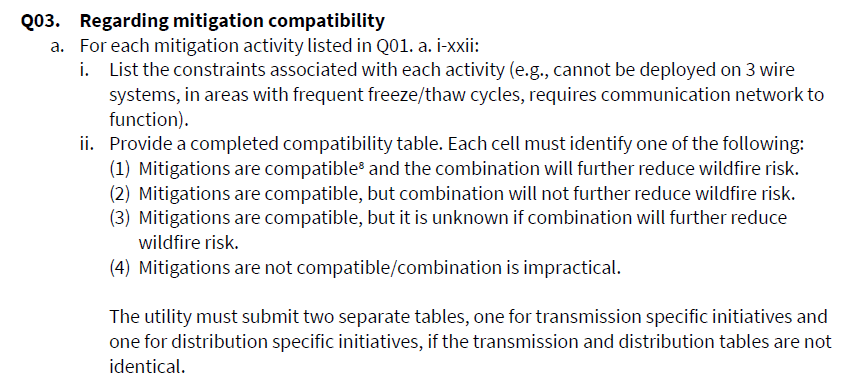 Q03. Regarding mitigation compatibility
a. For each mitigation activity listed in Q01. a. i-xxii:
i. List the constraints associated with each activity (e.g., cannot be deployed on 3 wire
systems, in areas with frequent freeze/thaw cycles, requires communication network to
function).
ii. Provide a completed compatibility table. Each cell must identify one of the following:
(1) Mitigations are compatible⁸ and the combination will further reduce wildfire risk.
(2) Mitigations are compatible, but combination will not further reduce wildfire risk.
(3) Mitigations are compatible, but it is unknown if combination will further reduce
wildfire risk.
(4) Mitigations are not compatible/combination is impractical.
The utility must submit two separate tables, one for transmission specific initiatives and
one for distribution specific initiatives, if the transmission and distribution tables are not
identical.